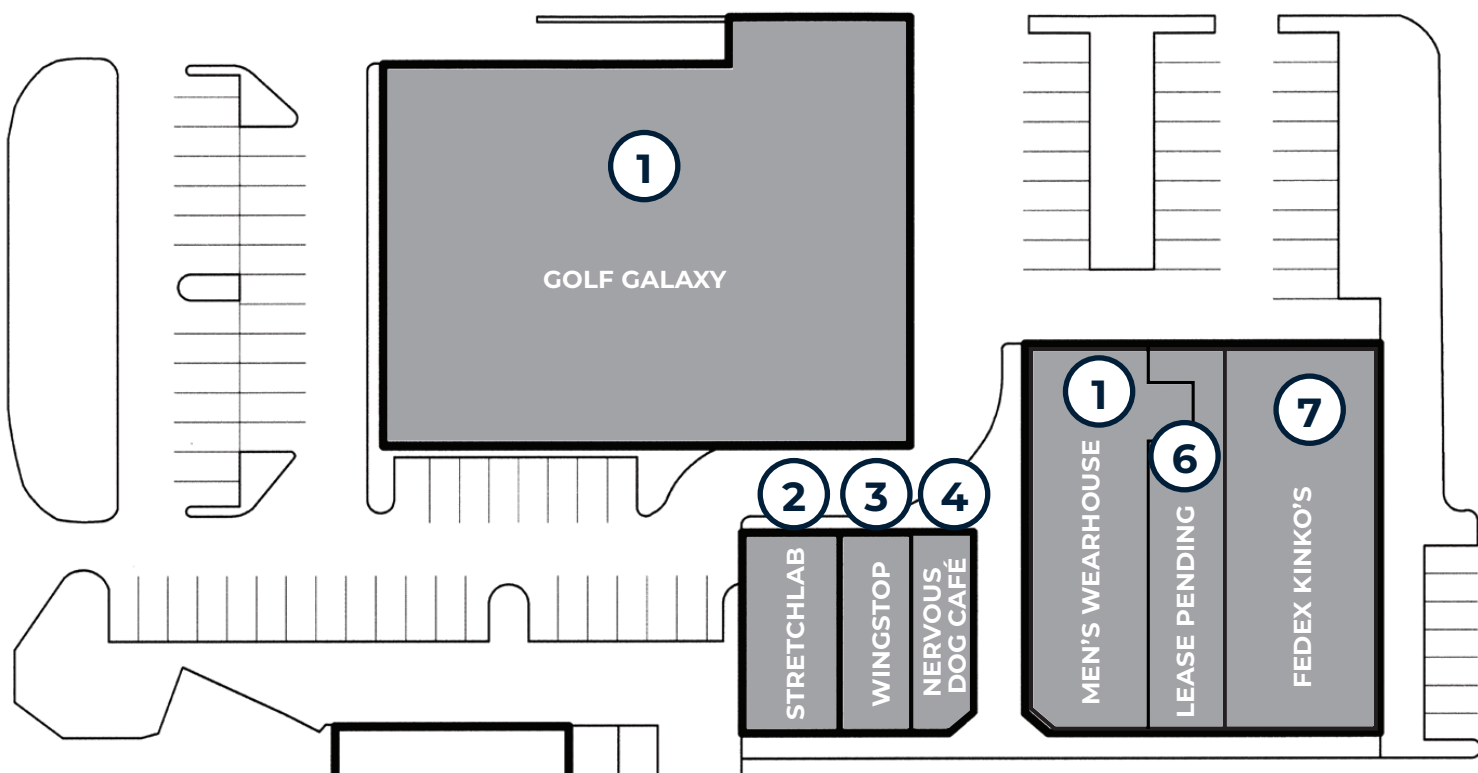 1
GOLF GALAXY
2
STRETCHLAB
3
WINGSTOP
4
NERVOUS
DOG CAFÉ
1
MEN'S WEARHOUSE
6
LEASE PENDING
7
FEDEX KINKO'S